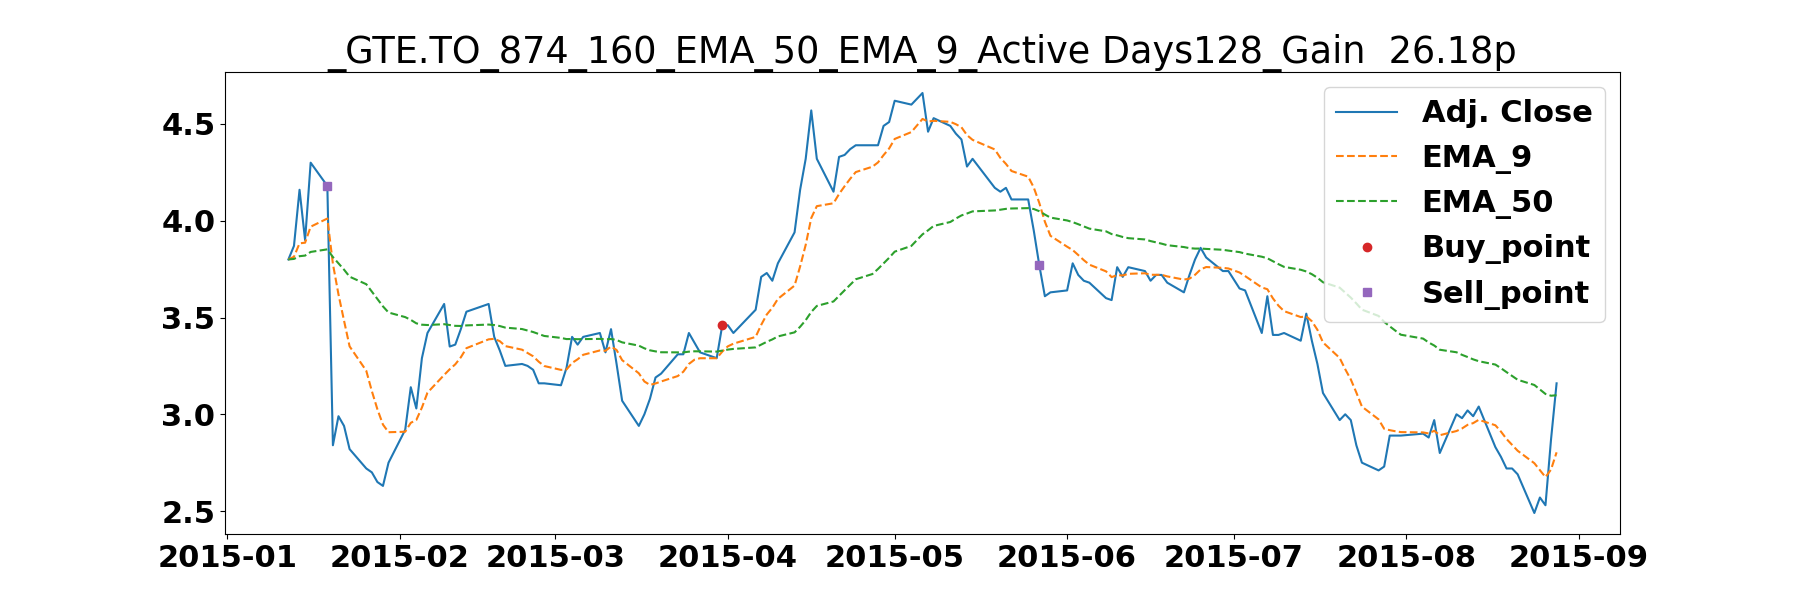 _GTE.TO_874_160_EMA_50_EMA_9_Active Days128_Gain  26.18p
Adj. Close
EMA_9
EMA_50
Buy_point
Sell_point
4.5
4.0
3.5
3.0
2.5
2015-01 2015-02 2015-03 2015-04 2015-05 2015-06 2015-07 2015-08 2015-09